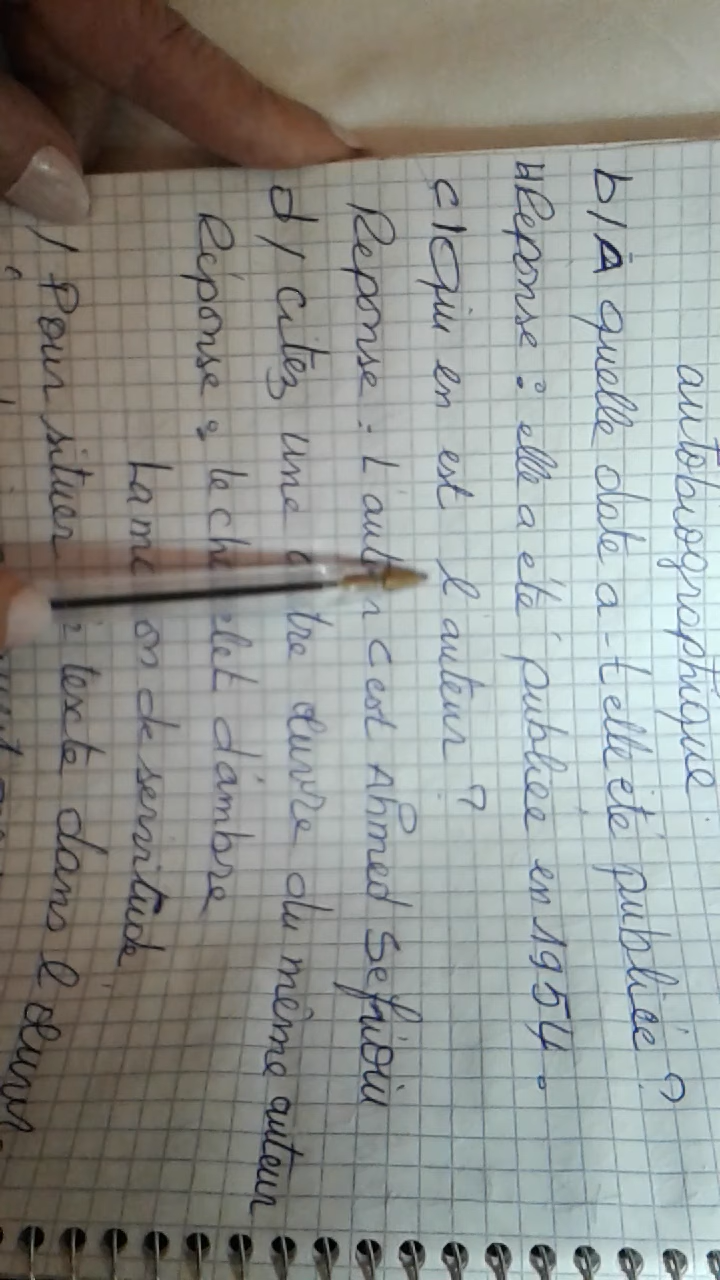 autobiographique.
b/ A quelle date a-t elle été publiée ?
Reponse : elle a été publiée en 1954.
c/ Qui en est l'auteur ?
Reponse : L'auteur c'est Ahmed Sefrioui
d/ Citez une autre œuvre du même auteur
Réponse : le chapelet d'ambre
La maison de servitude
/ Pour situer texte dans l'œuvre